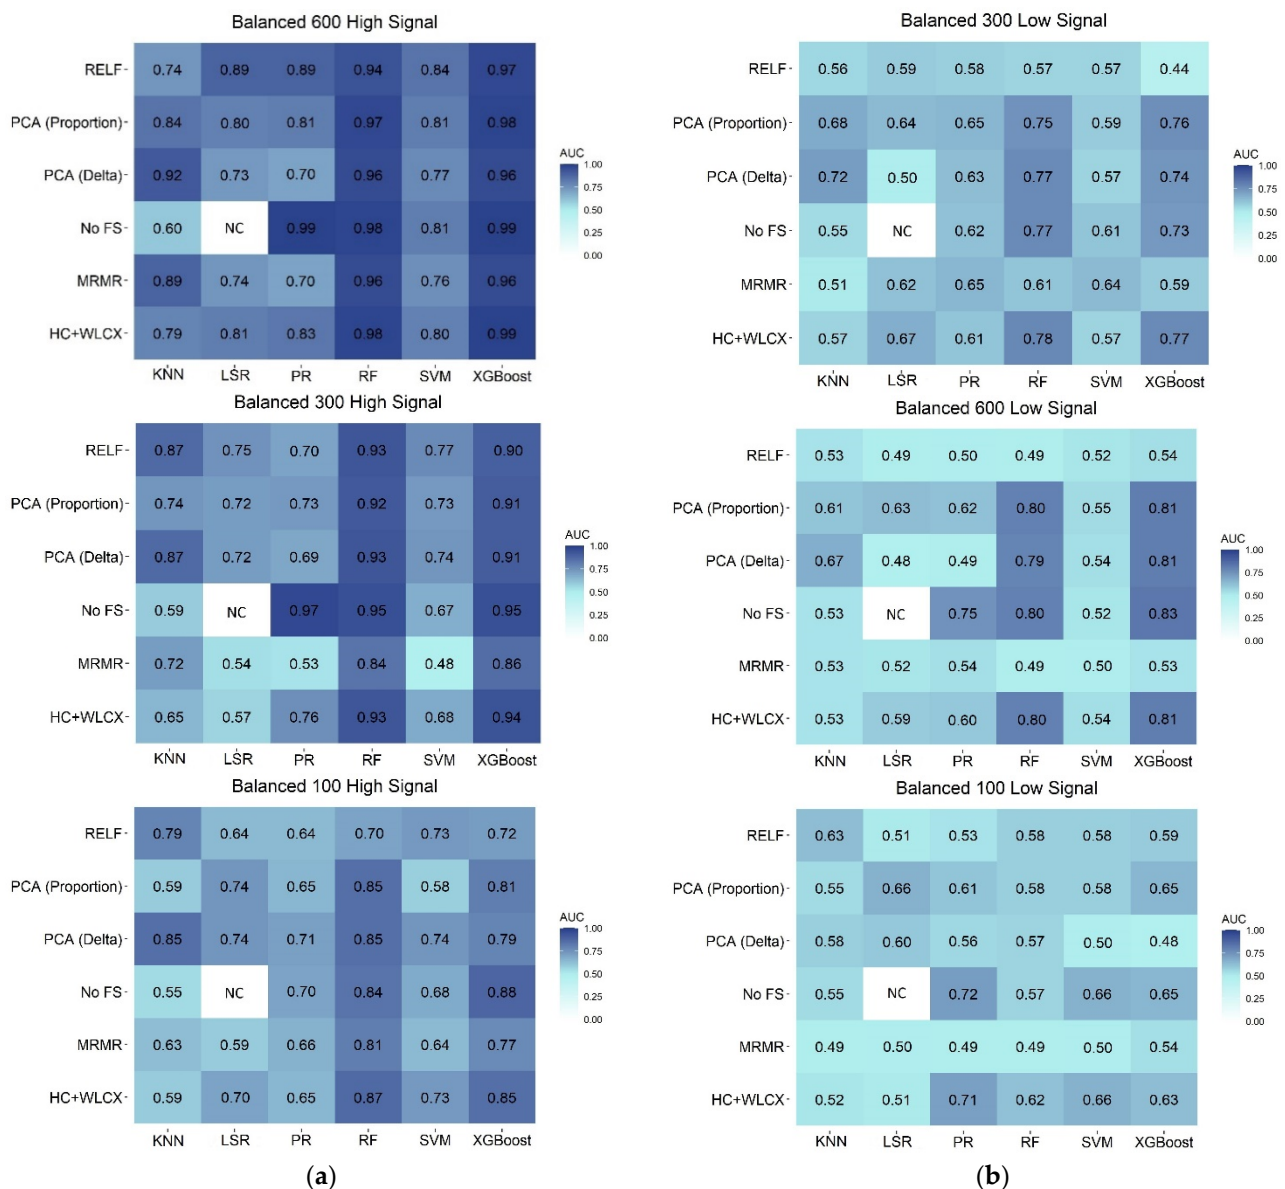 Balanced 600 High Signal
RELF 0.74 0.89 0.89 0.94 0.84 0.97
PCA (Proportion) 0.84 0.80 0.81 0.97 0.81 0.98
PCA (Delta) 0.92 0.73 0.70 0.96 0.77 0.96
No FS 0.60 NC 0.99 0.98 0.81 0.99
MRMR 0.89 0.74 0.70 0.96 0.76 0.96
HC+WLCX 0.79 0.81 0.83 0.98 0.80 0.99
KNN LSR PR RF SVM XGBoost
AUC
1.00
0.75
0.50
0.25
0.00
Balanced 300 High Signal
RELF 0.87 0.75 0.70 0.93 0.77 0.90
PCA (Proportion) 0.74 0.72 0.73 0.92 0.73 0.91
PCA (Delta) 0.87 0.72 0.69 0.93 0.74 0.91
No FS 0.59 NC 0.97 0.95 0.67 0.95
MRMR 0.72 0.54 0.53 0.84 0.48 0.86
HC+WLCX 0.65 0.57 0.76 0.93 0.68 0.94
KNN LSR PR RF SVM XGBoost
AUC
1.00
0.75
0.50
0.25
0.00
Balanced 100 High Signal
RELF 0.79 0.64 0.64 0.70 0.73 0.72
PCA (Proportion) 0.59 0.74 0.65 0.85 0.58 0.81
PCA (Delta) 0.85 0.74 0.71 0.85 0.74 0.79
No FS 0.55 NC 0.70 0.84 0.68 0.88
MRMR 0.63 0.59 0.66 0.81 0.64 0.77
HC+WLCX 0.59 0.70 0.65 0.87 0.73 0.85
KNN LSR PR RF SVM XGBoost
AUC
1.00
0.75
0.50
0.25
0.00
(a)
Balanced 300 Low Signal
RELF 0.56 0.59 0.58 0.57 0.57 0.44
PCA (Proportion) 0.68 0.64 0.65 0.75 0.59 0.76
PCA (Delta) 0.72 0.50 0.63 0.77 0.57 0.74
No FS 0.55 NC 0.62 0.77 0.61 0.73
MRMR 0.51 0.62 0.65 0.61 0.64 0.59
HC+WLCX 0.57 0.67 0.61 0.78 0.57 0.77
KNN LSR PR RF SVM XGBoost
AUC
1.00
0.75
0.50
0.25
0.00
Balanced 600 Low Signal
RELF 0.53 0.49 0.50 0.49 0.52 0.54
PCA (Proportion) 0.61 0.63 0.62 0.80 0.55 0.81
PCA (Delta) 0.67 0.48 0.49 0.79 0.54 0.81
No FS 0.53 NC 0.75 0.80 0.52 0.83
MRMR 0.53 0.52 0.54 0.49 0.50 0.53
HC+WLCX 0.53 0.59 0.60 0.80 0.54 0.81
KNN LSR PR RF SVM XGBoost
AUC
1.00
0.75
0.50
0.25
0.00
Balanced 100 Low Signal
RELF 0.63 0.51 0.53 0.58 0.58 0.59
PCA (Proportion) 0.55 0.66 0.61 0.58 0.58 0.65
PCA (Delta) 0.58 0.60 0.56 0.57 0.50 0.48
No FS 0.55 NC 0.72 0.57 0.66 0.65
MRMR 0.49 0.50 0.49 0.49 0.50 0.54
HC+WLCX 0.52 0.51 0.71 0.62 0.66 0.63
KNN LSR PR RF SVM XGBoost
AUC
1.00
0.75
0.50
0.25
0.00
(b)